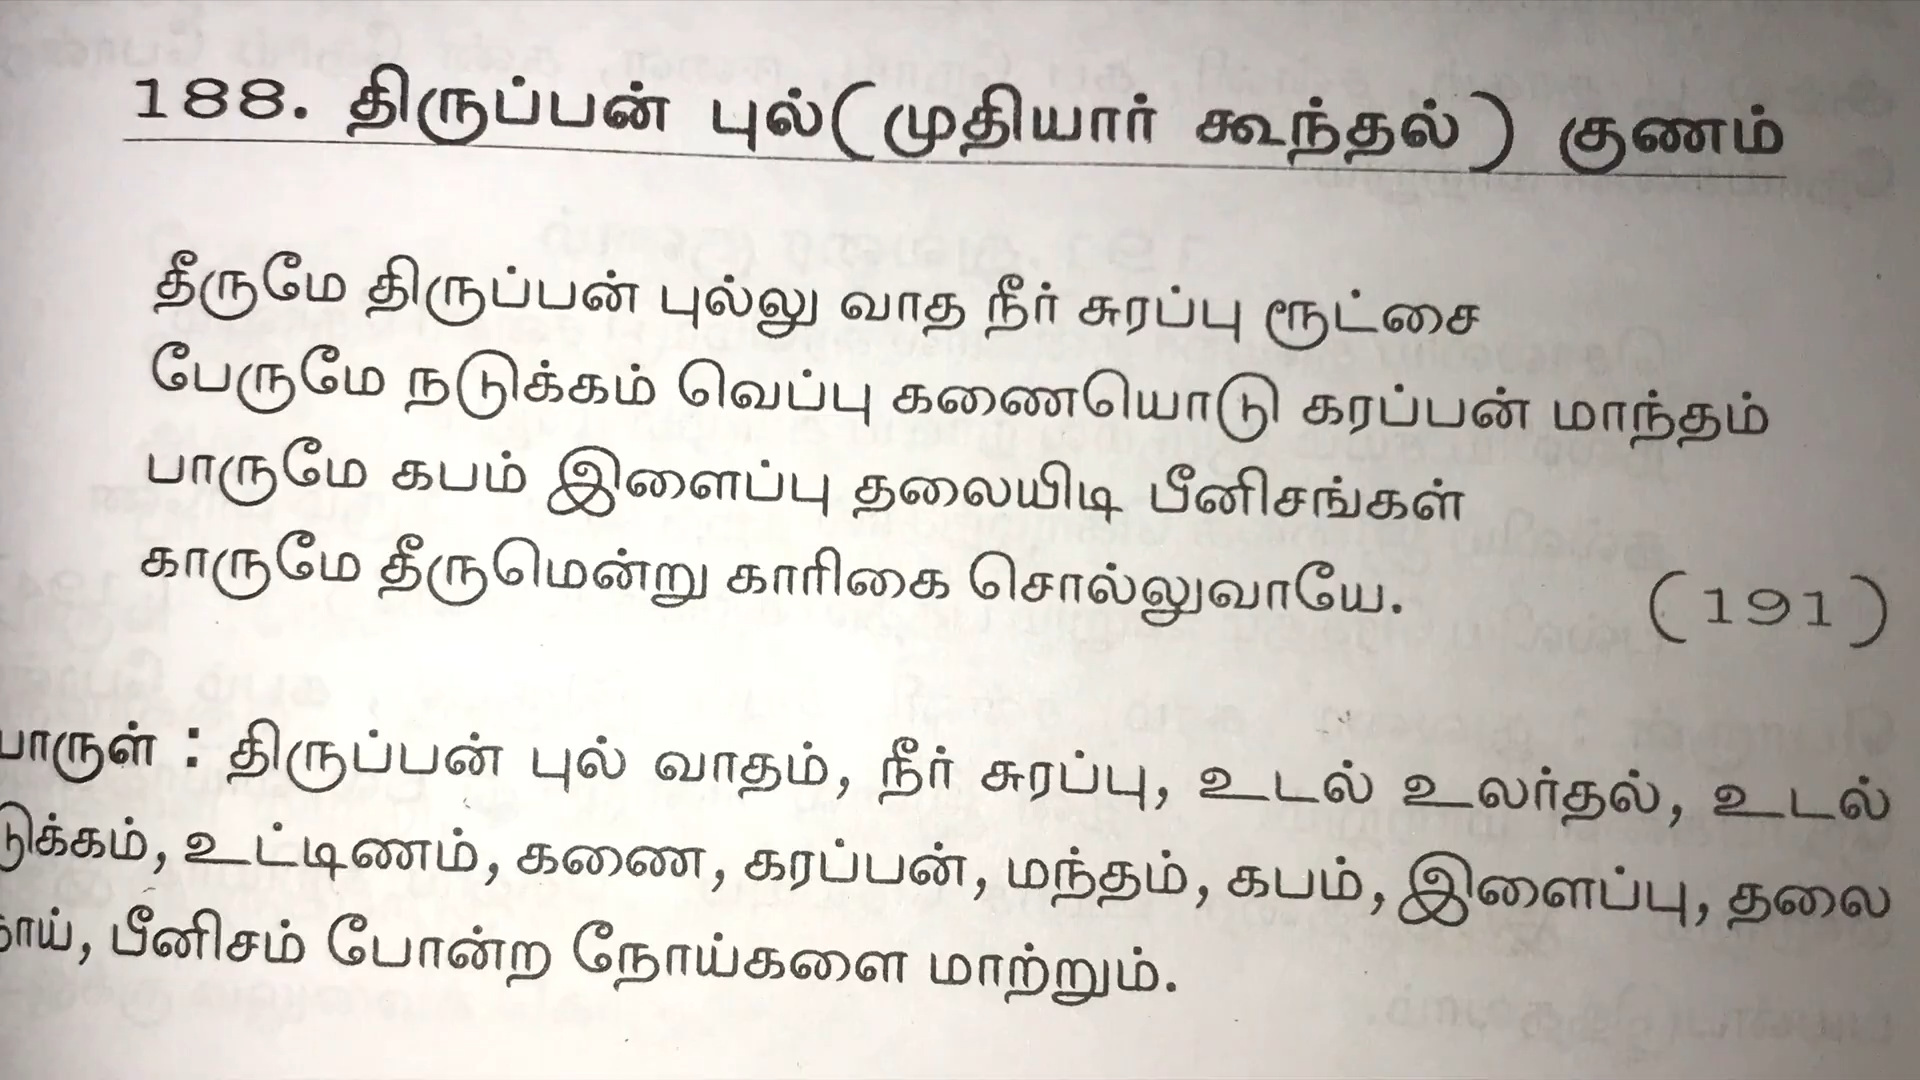 188. திருப்பன் புல்(முதியார் கூந்தல்) குணம்
தீருமே திருப்பன் புல்லு வாத நீர் சுரப்பு ரூட்சை
பேருமே நடுக்கம் வெப்பு கணையொடு கரப்பன் மாந்தம்
பாருமே கபம் இளைப்பு தலையிடி பீனிசங்கள்
காருமே தீருமென்று காரிகை சொல்லுவாயே. (191)
பாருள் : திருப்பன் புல் வாதம், நீர் சுரப்பு, உடல் உலர்தல், உடல்
டுக்கம், உட்டிணம், கணை, கரப்பன், மந்தம், கபம், இளைப்பு, தலை
நாய், பீனிசம் போன்ற நோய்களை மாற்றும்.